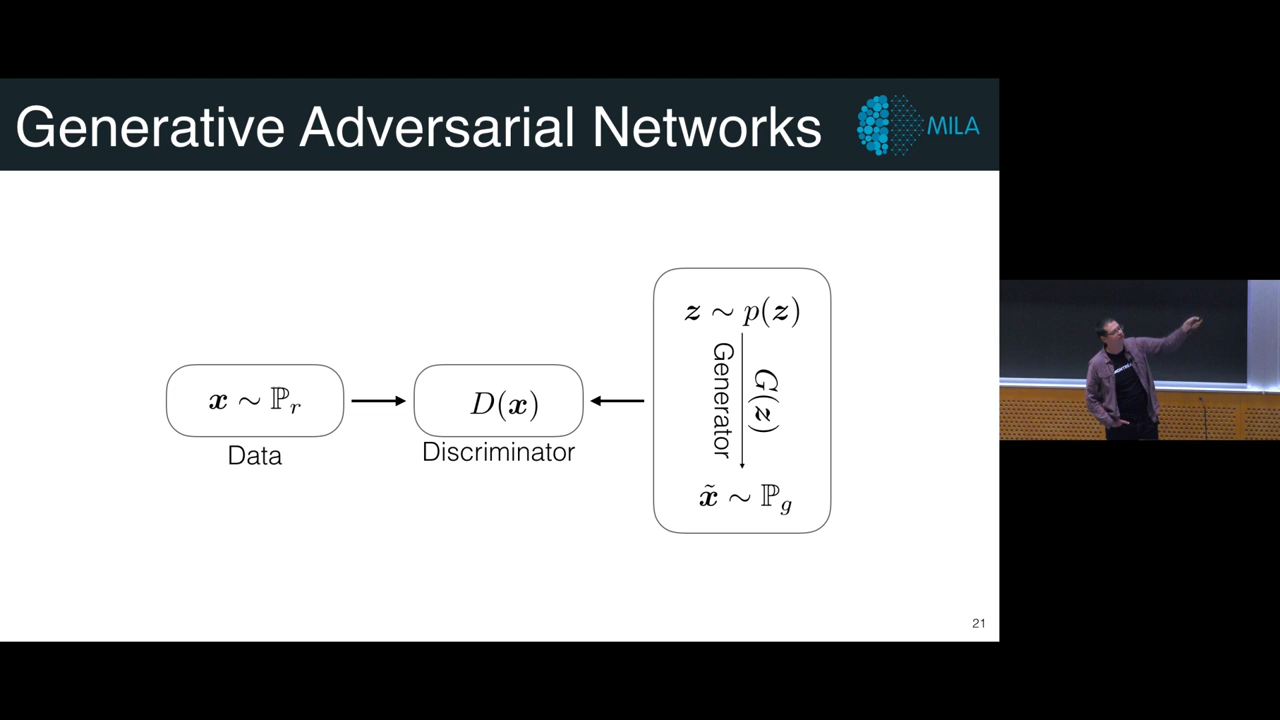 Generative Adversarial Networks
MILA
z ∼ p(z)
Generator
G(z)
x ∼ ℙr
D(x)
Data
Discriminator
x̃ ∼ ℙg
21